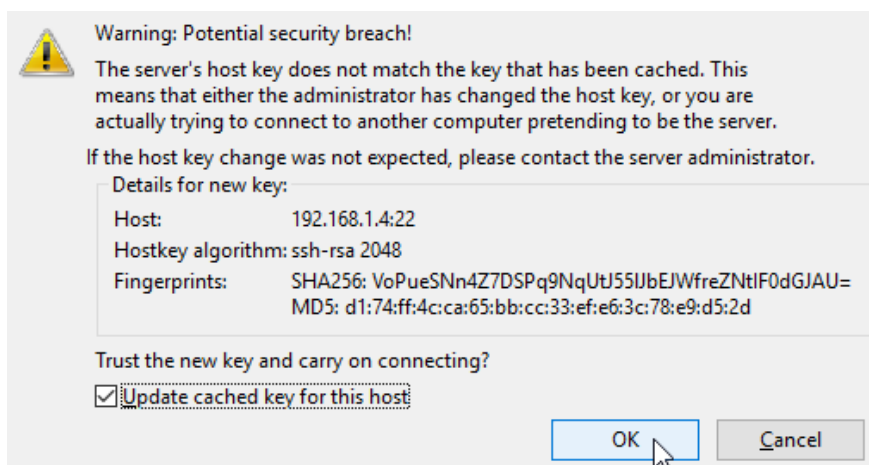 Warning: Potential security breach!
The server's host key does not match the key that has been cached. This
means that either the administrator has changed the host key, or you are
actually trying to connect to another computer pretending to be the server.
If the host key change was not expected, please contact the server administrator.
Details for new key:
Host: 192.168.1.4:22
Hostkey algorithm: ssh-rsa 2048
Fingerprints: SHA256: VoPueSNn4Z7DSPq9NqUtJ55IJbEJWfreZNtIF0dGJAU=
MD5: d1:74:ff:4c:ca:65:bb:cc:33:ef:e6:3c:78:e9:d5:2d
Trust the new key and carry on connecting?
Update cached key for this host
OK Cancel